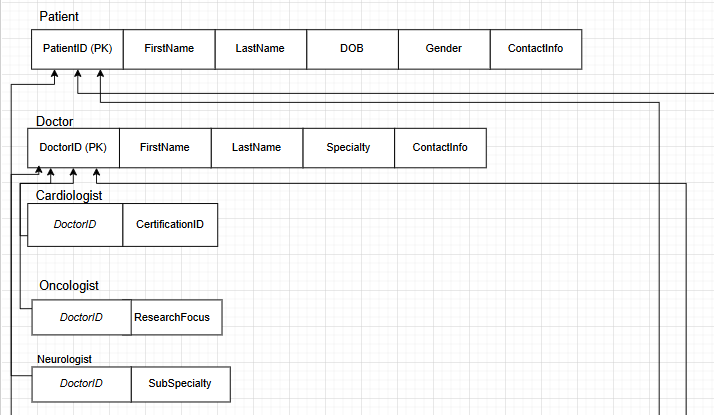 Patient
PatientID (PK) FirstName LastName DOB Gender ContactInfo
Doctor
DoctorID (PK) FirstName LastName Specialty ContactInfo
Cardiologist
DoctorID CertificationID
Oncologist
DoctorID ResearchFocus
Neurologist
DoctorID SubSpecialty